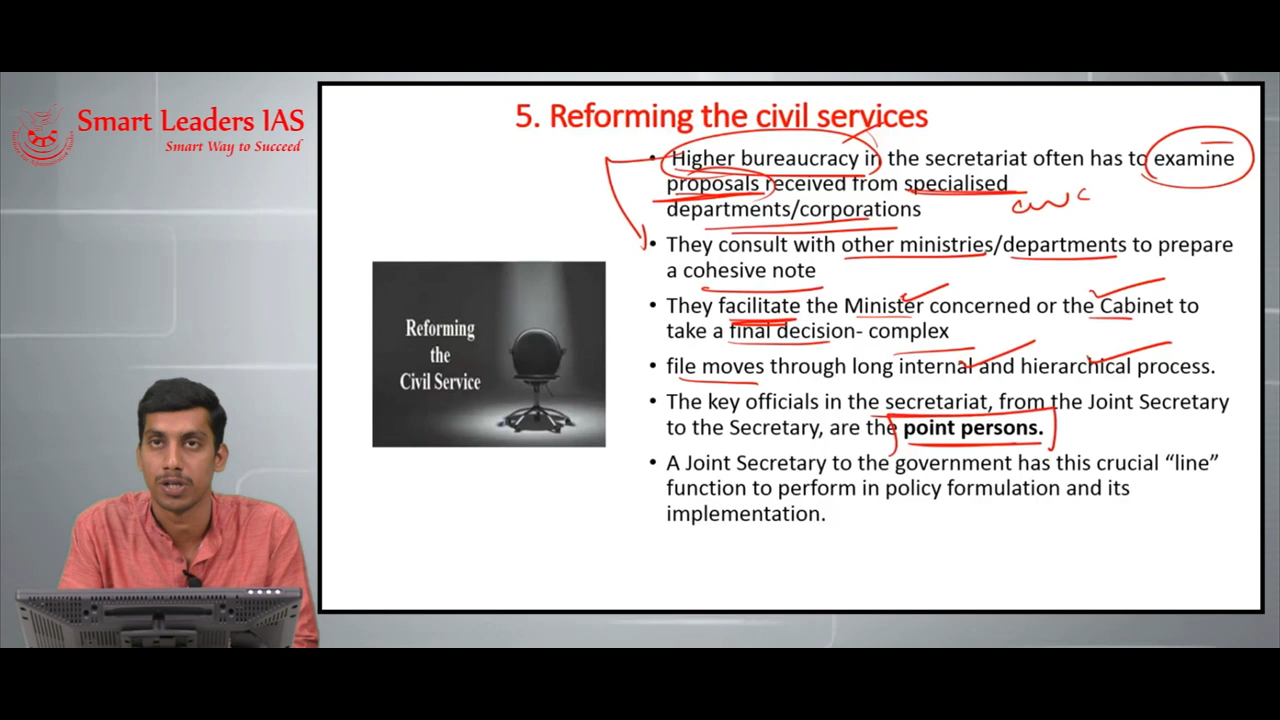 Smart Leaders IAS
Smart Way to Succeed
5. Reforming the civil services
• Higher bureaucracy in the secretariat often has to examine
proposals received from specialised
departments/corporations
• They consult with other ministries/departments to prepare
a cohesive note
• They facilitate the Minister concerned or the Cabinet to
take a final decision- complex
• file moves through long internal and hierarchical process.
• The key officials in the secretariat, from the Joint Secretary
to the Secretary, are the point persons.
• A Joint Secretary to the government has this crucial “line”
function to perform in policy formulation and its
implementation.
Reforming
the
Civil Service